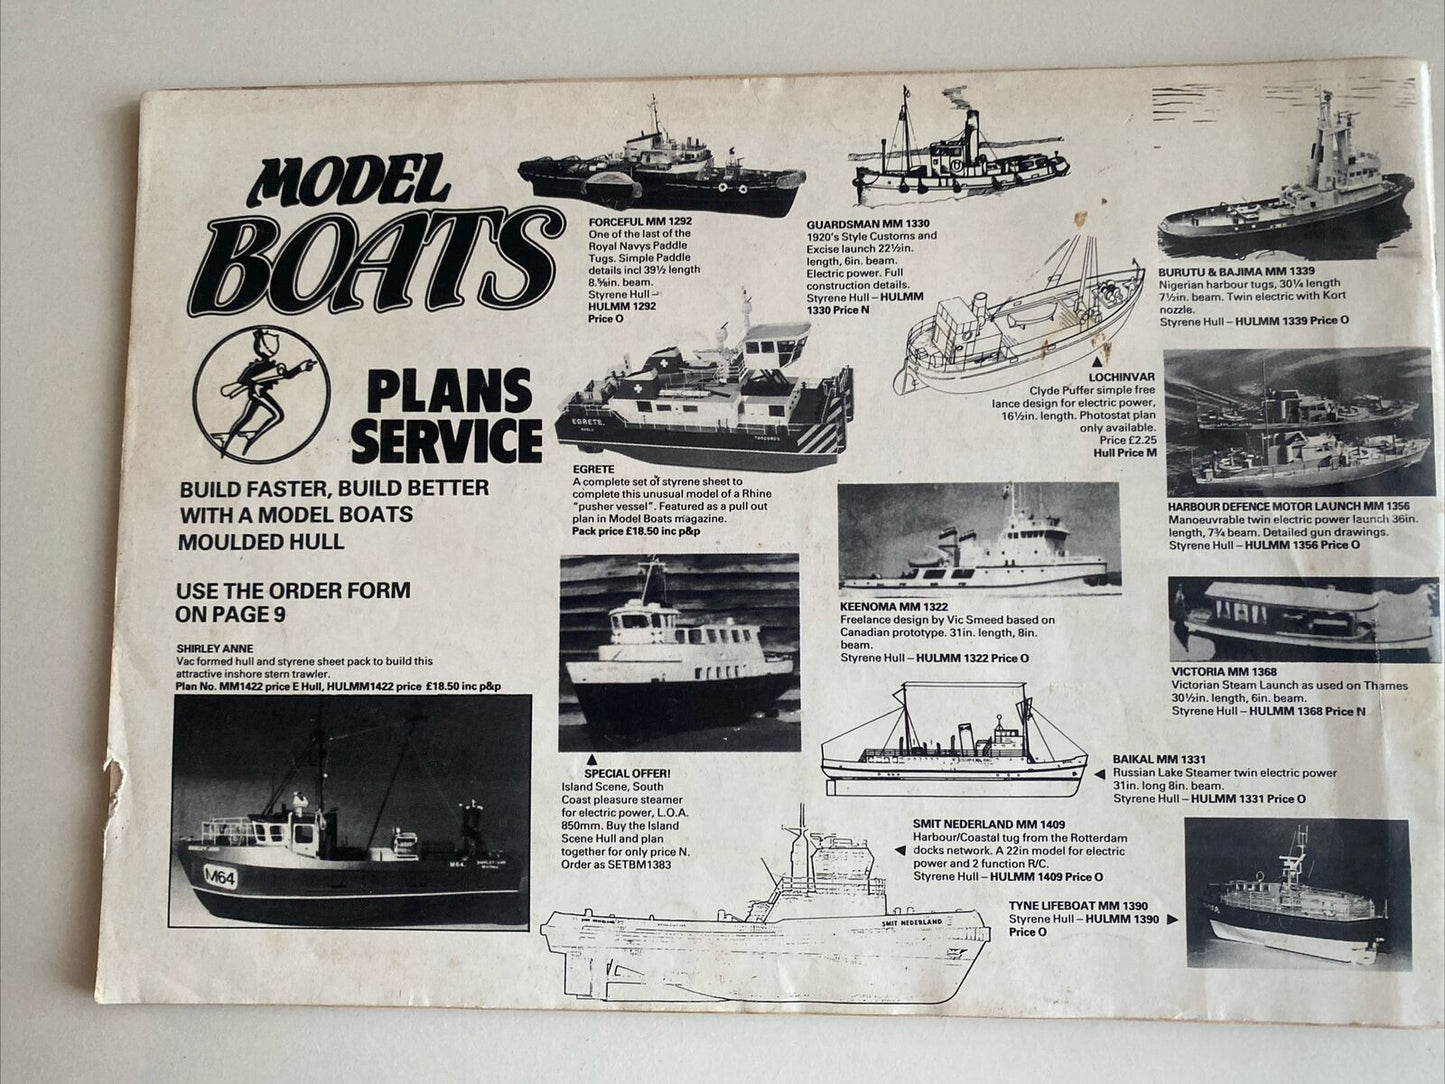 MODEL
BOATS
PLANS
SERVICE
BUILD FASTER, BUILD BETTER
WITH A MODEL BOATS
MOULDED HULL
USE THE ORDER FORM
ON PAGE 9
SHIRLEY ANNE
Vac formed hull and styrene sheet pack to build this
attractive inshore stern trawler.
Plan No. MM1422 price E Hull, HULMM1422 price £18.50 inc p&p
M64
M64
FORCEFUL MM 1292
One of the last of the
Royal Navys Paddle
Tugs. Simple Paddle
details incl 39½ length
8.⅝in. beam.
Styrene Hull –
HULMM 1292
Price O
EGRETE.
EGRETE
A complete set of styrene sheet to
complete this unusual model of a Rhine
"pusher vessel". Featured as a pull out
plan in Model Boats magazine.
Pack price £18.50 inc p&p
SPECIAL OFFER!
Island Scene, South
Coast pleasure steamer
for electric power, L.O.A.
850mm. Buy the Island
Scene Hull and plan
together for only price N.
Order as SETBM1383
GUARDSMAN MM 1330
1920's Style Customs and
Excise launch 22½in.
length, 6in. beam.
Electric power. Full
construction details.
Styrene Hull – HULMM
1330 Price N
LOCHINVAR
Clyde Puffer simple free
lance design for electric power,
16½in. length. Photostat plan
only available.
Price £2.25
Hull Price M
KEENOMA MM 1322
Freelance design by Vic Smeed based on
Canadian prototype. 31in. length, 8in.
beam.
Styrene Hull – HULMM 1322 Price O
BURUTU & BAJIMA MM 1339
Nigerian harbour tugs, 30¼ length
7½in. beam. Twin electric with Kort
nozzle.
Styrene Hull – HULMM 1339 Price O
HARBOUR DEFENCE MOTOR LAUNCH MM 1356
Manoeuvrable twin electric power launch 36in.
length, 7¾ beam. Detailed gun drawings.
Styrene Hull – HULMM 1356 Price O
VICTORIA MM 1368
Victorian Steam Launch as used on Thames
30½in. length, 6in. beam.
Styrene Hull – HULMM 1368 Price N
BAIKAL MM 1331
Russian Lake Steamer twin electric power
31in. long 8in. beam.
Styrene Hull – HULMM 1331 Price O
SMIT NEDERLAND MM 1409
Harbour/Coastal tug from the Rotterdam
docks network. A 22in model for electric
power and 2 function R/C.
Styrene Hull – HULMM 1409 Price O
SMIT NEDERLAND
TYNE LIFEBOAT MM 1390
Styrene Hull – HULMM 1390
Price O